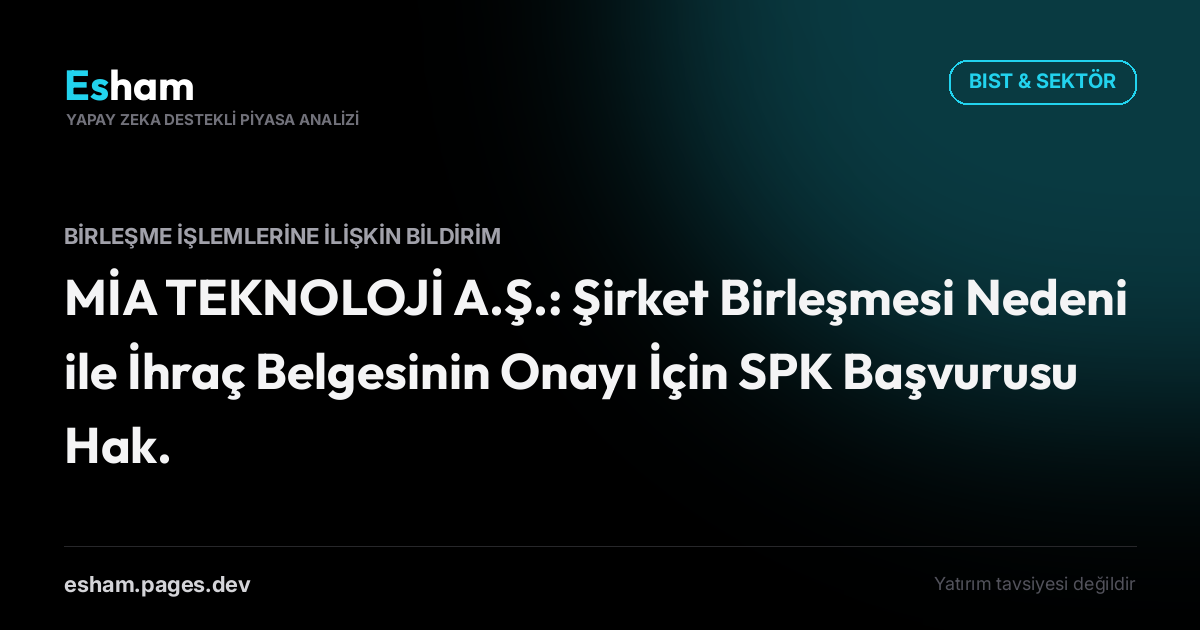 Esham
BIST & SEKTÖR
YAPAY ZEKA DESTEKLİ PİYASA ANALİZİ
BİRLEŞME İŞLEMLERİNE İLİŞKİN BİLDİRİM
MİA TEKNOLOJİ A.Ş.: Şirket Birleşmesi Nedeni
ile İhraç Belgesinin Onayı İçin SPK Başvurusu
Hak.
esham.pages.dev
Yatırım tavsiyesi değildir